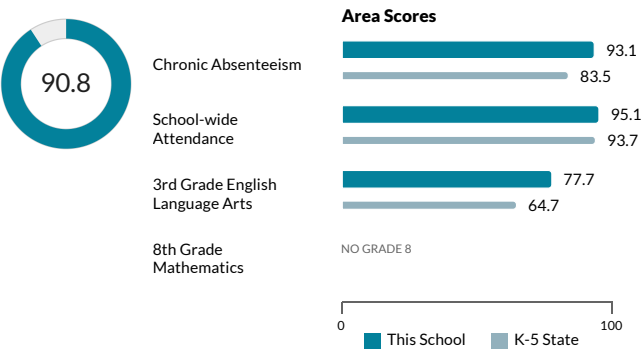 Area Scores
90.8
Chronic Absenteeism
93.1
83.5
School-wide
Attendance
95.1
93.7
3rd Grade English
Language Arts
77.7
64.7
8th Grade
Mathematics
NO GRADE 8
0
100
This School
K-5 State